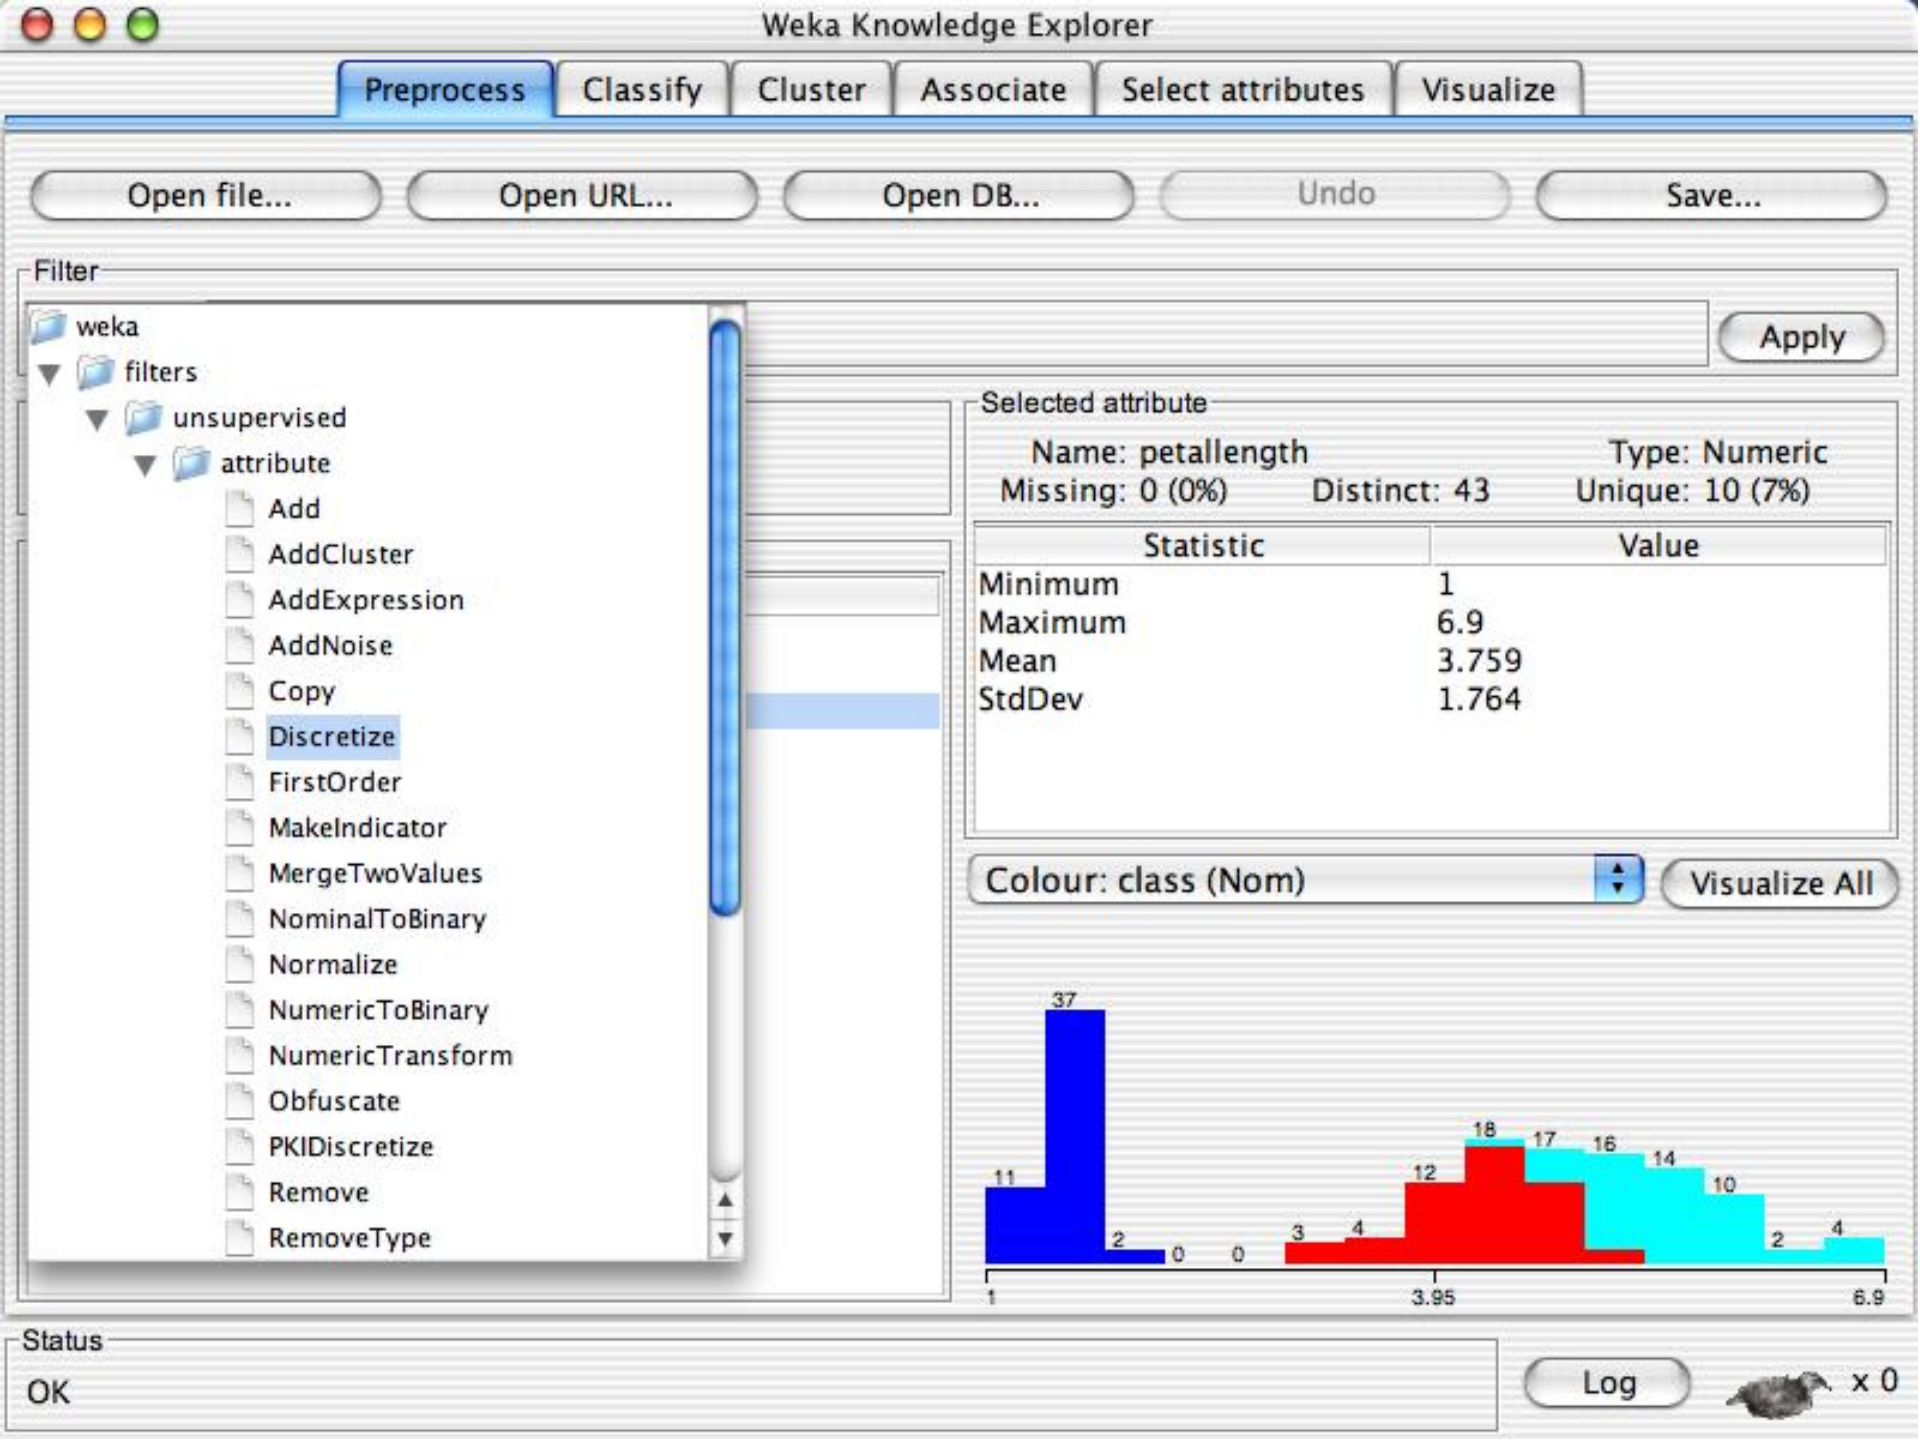 Weka Knowledge Explorer
Preprocess Classify Cluster Associate Select attributes Visualize
Open file... Open URL... Open DB... Undo Save...
Filter
weka
filters
unsupervised
attribute
Add
AddCluster
AddExpression
AddNoise
Copy
Discretize
FirstOrder
MakeIndicator
MergeTwoValues
NominalToBinary
Normalize
NumericToBinary
NumericTransform
Obfuscate
PKIDiscretize
Remove
RemoveType
Apply
Selected attribute
Name: petallength Type: Numeric
Missing: 0 (0%) Distinct: 43 Unique: 10 (7%)
Statistic Value
Minimum 1
Maximum 6.9
Mean 3.759
StdDev 1.764
Colour: class (Nom) Visualize All
11 37 2 0 0 3 4 12 18 17 16 14 10 2 4
1 3.95 6.9
Status
OK
Log x 0